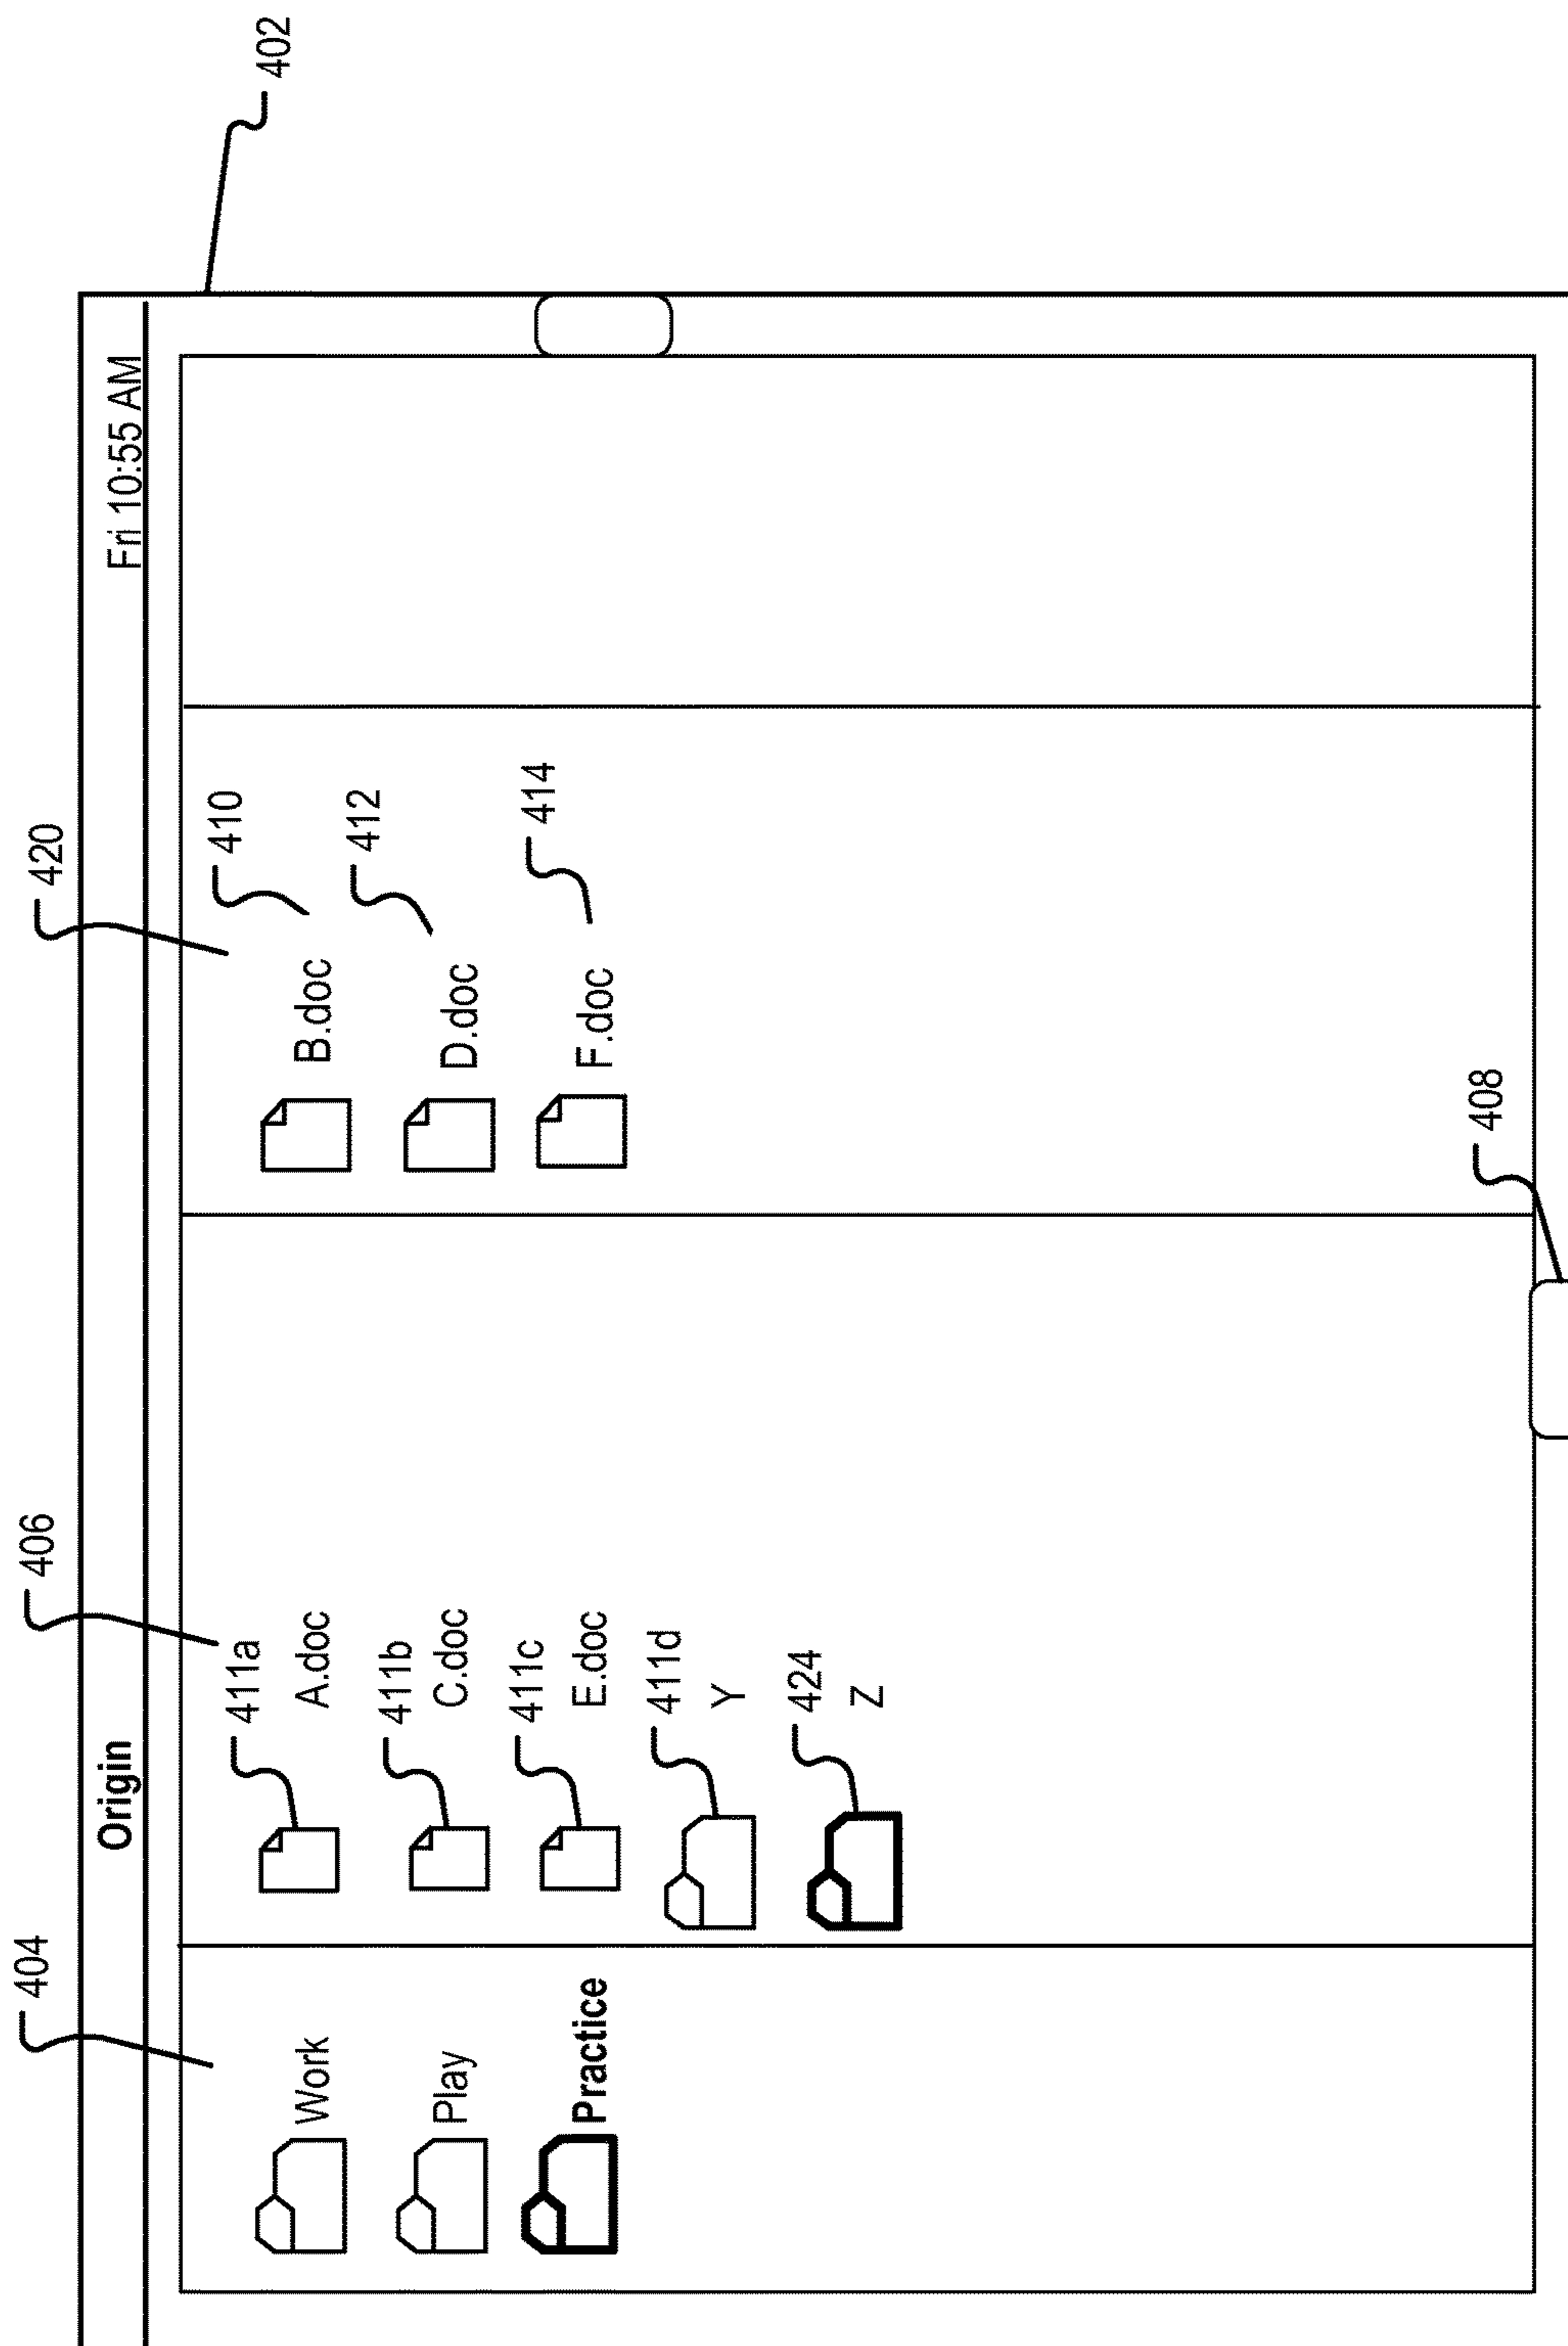 402
Origin
Fri 10:55 AM
404
406
420
Work
Play
Practice
411a
A.doc
411b
C.doc
411c
E.doc
411d
Y
424
Z
410
B.doc
412
D.doc
414
F.doc
408